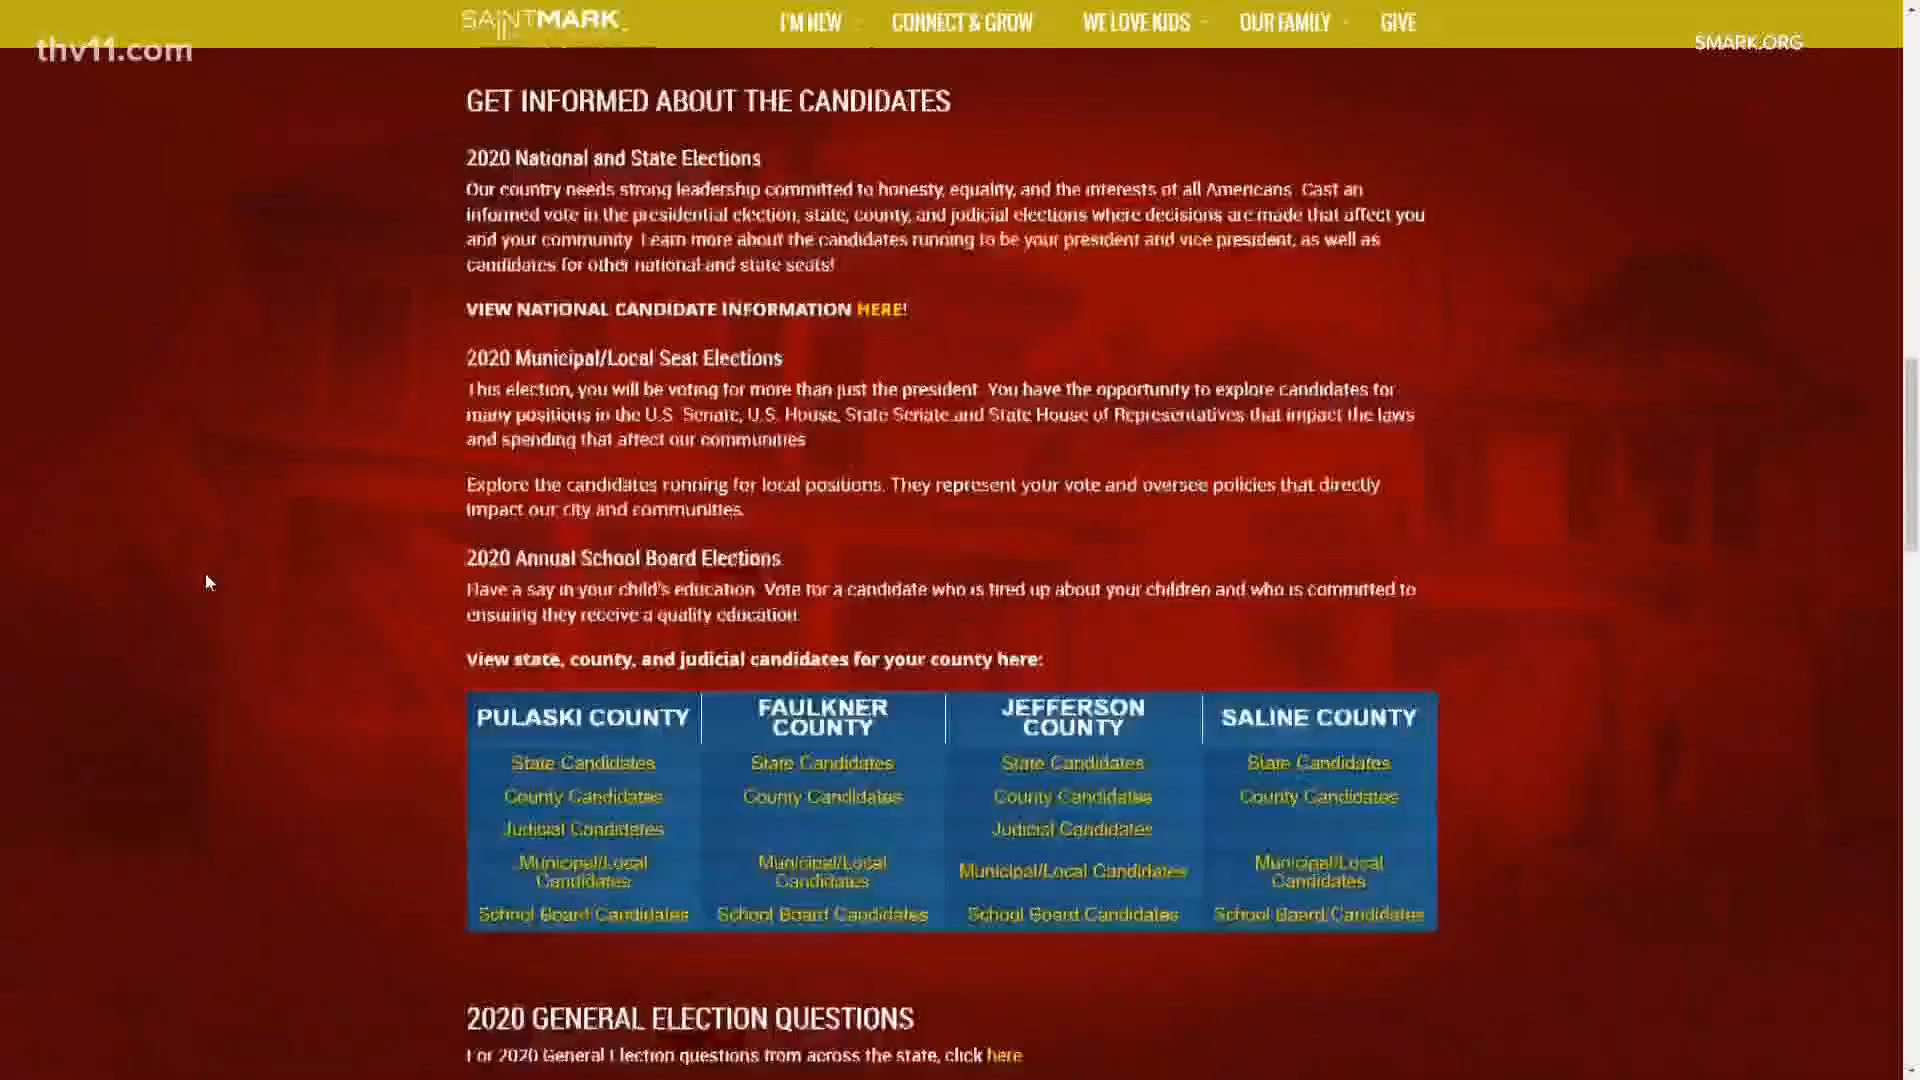 SAINTMARK
I'M NEW
CONNECT & GROW
WE LOVE KIDS
OUR FAMILY
GIVE
thv11.com
SMARK.ORG
GET INFORMED ABOUT THE CANDIDATES
2020 National and State Elections
Our country needs strong leadership committed to honesty, equality, and the interests of all Americans. Cast an
informed vote in the presidential election, state, county, and judicial elections where decisions are made that affect you
and your community. Learn more about the candidates running to be your president and vice president, as well as
candidates for other national and state seats!
VIEW NATIONAL CANDIDATE INFORMATION HERE!
2020 Municipal/Local Seat Elections
This election, you will be voting for more than just the president. You have the opportunity to explore candidates for
many positions in the U.S. Senate, U.S. House, State Senate and State House of Representatives that impact the laws
and spending that affect our communities
Explore the candidates running for local positions. They represent your vote and oversee policies that directly
impact our city and communities.
2020 Annual School Board Elections
Have a say in your child's education. Vote for a candidate who is fired up about your children and who is committed to
ensuring they receive a quality education
View state, county, and judicial candidates for your county here:
PULASKI COUNTY
FAULKNER
COUNTY
JEFFERSON
COUNTY
SALINE COUNTY
State Candidates
State Candidates
State Candidates
State Candidates
County Candidates
County Candidates
County Candidates
County Candidates
Judicial Candidates
Judicial Candidates
Municipal/Local
Candidates
Municipal/Local
Candidates
Municipal/Local Candidates
Municipal/Local
Candidates
School Board Candidates
School Board Candidates
School Board Candidates
School Board Candidates
2020 GENERAL ELECTION QUESTIONS
For 2020 General Election questions from across the state, click here